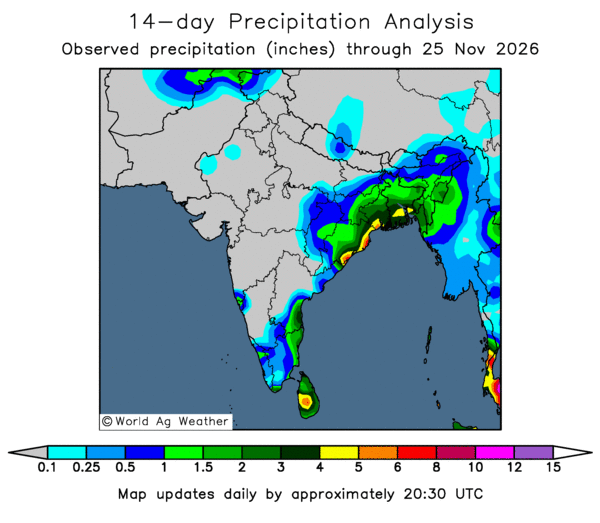 14-day Precipitation Analysis
Observed precipitation (inches) through 25 Nov 2026
© World Ag Weather
0.1 0.25 0.5 1 1.5 2 3 4 5 6 8 10 12 15
Map updates daily by approximately 20:30 UTC